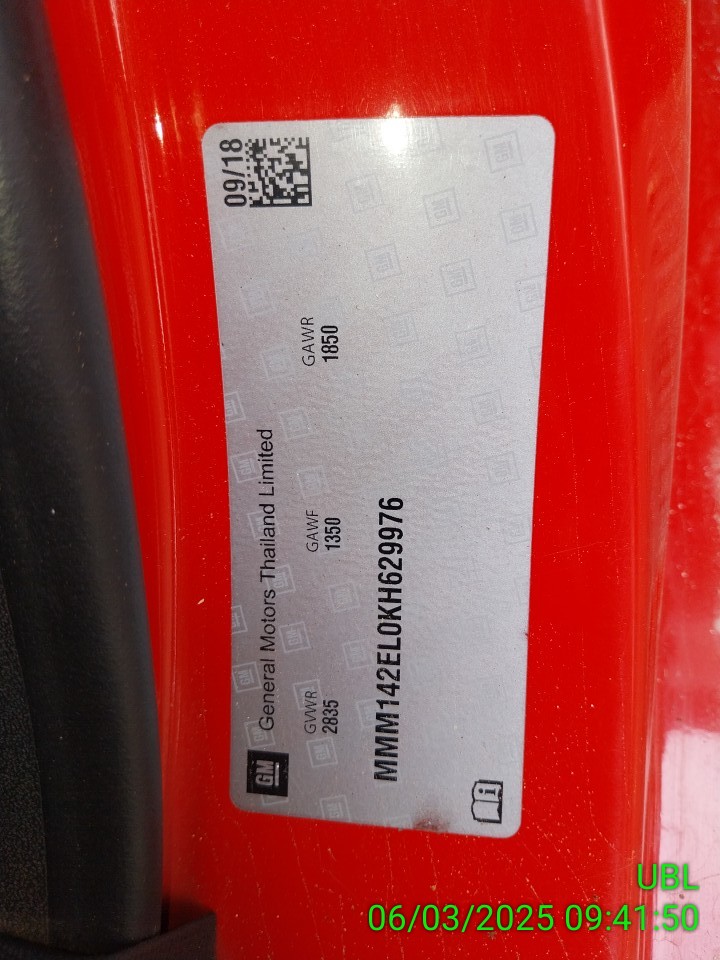 GM General Motors Thailand Limited
09/18
GVWR GAWF GAWR
2835 1350 1850
MMM142EL0KH629976
UBL
06/03/2025 09:41:50